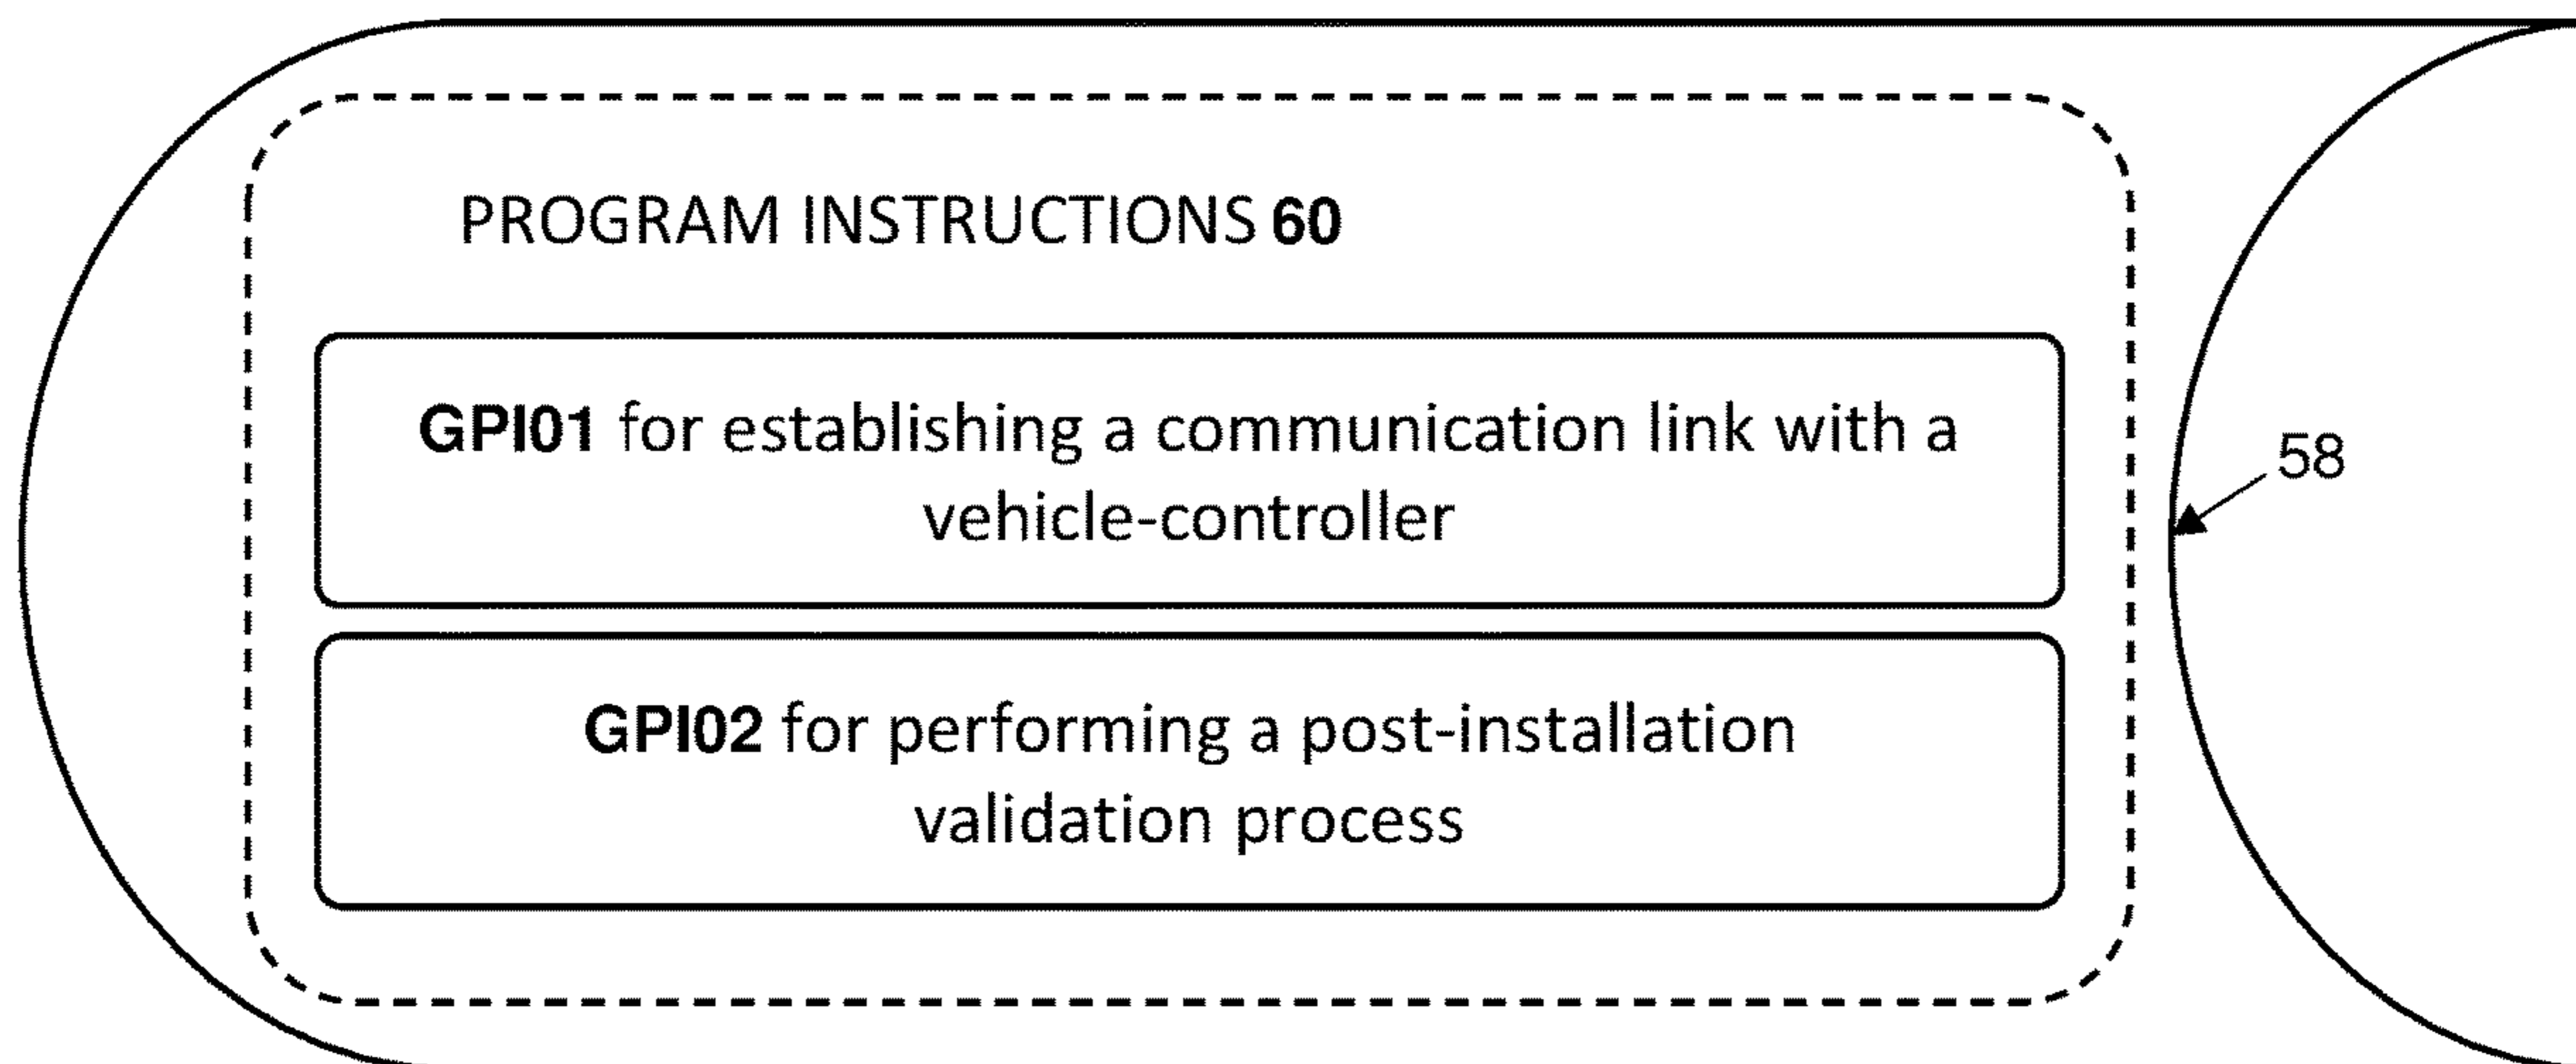 PROGRAM INSTRUCTIONS 60
GPI01 for establishing a communication link with a
vehicle-controller
58
GPI02 for performing a post-installation
validation process